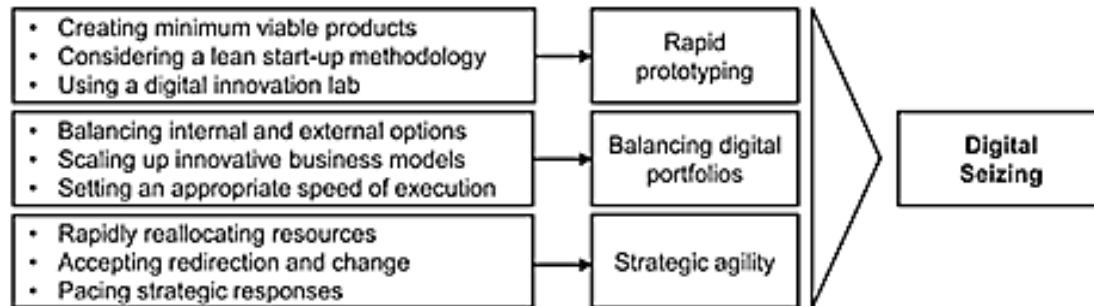 • Creating minimum viable products
• Considering a lean start-up methodology
• Using a digital innovation lab
Rapid
prototyping
• Balancing internal and external options
• Scaling up innovative business models
• Setting an appropriate speed of execution
Balancing digital
portfolios
• Rapidly reallocating resources
• Accepting redirection and change
• Pacing strategic responses
Strategic agility
Digital
Seizing